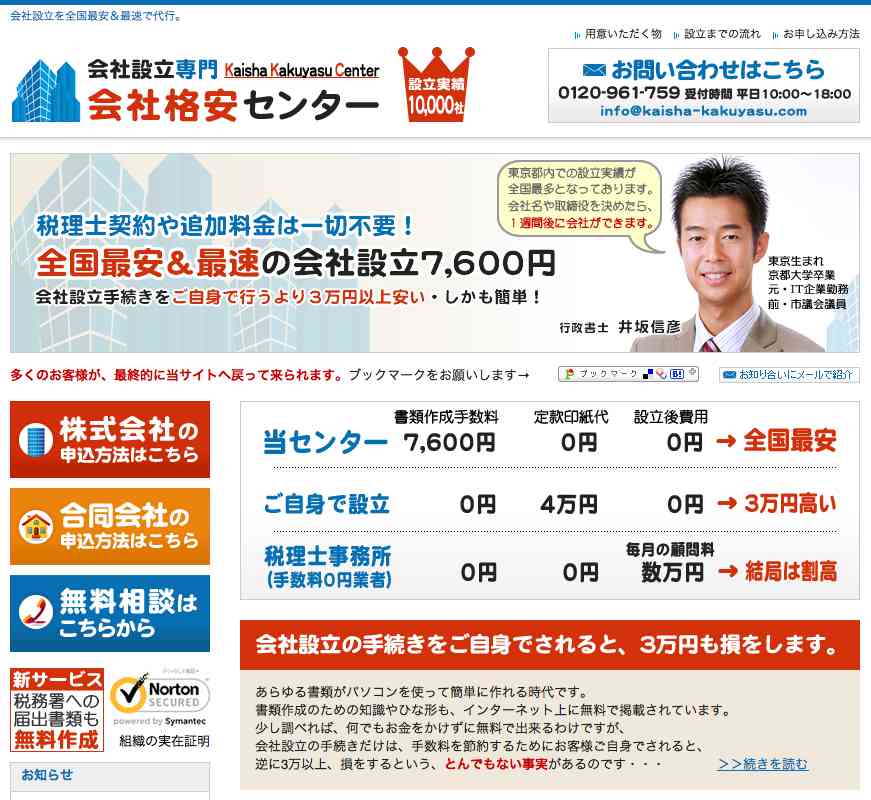 会社設立を全国最安＆最速で代行。
用意いただく物 設立までの流れ お申し込み方法
会社設立専門 Kaisha Kakuyasu Center
会社格安センター
設立実績
10,000社
お問い合わせはこちら
0120-961-759 受付時間 平日10:00〜18:00
info@kaisha-kakuyasu.com
東京都内での設立実績が
全国最多となっております。
会社名や取締役を決めたら、
１週間後に会社ができます。
税理士契約や追加料金は一切不要！
全国最安＆最速の会社設立7,600円
会社設立手続きをご自身で行うより３万円以上安い・しかも簡単！
東京生まれ
京都大学卒業
元・IT企業勤務
前・市議会議員
行政書士 井坂信彦
多くのお客様が、最終的に当サイトへ戻って来られます。ブックマークをお願いします→
ブックマーク B!
お知り合いにメールで紹介
株式会社の
申込方法はこちら
合同会社の
申込方法はこちら
無料相談は
こちらから
新サービス
税務署への
届出書類も
無料作成
Norton
SECURED
powered by Symantec
組織の実在証明
お知らせ
書類作成手数料 定款印紙代 設立後費用
当センター 7,600円 0円 0円 → 全国最安
ご自身で設立 0円 4万円 0円 → 3万円高い
毎月の顧問料
税理士事務所
(手数料0円業者) 0円 0円 数万円 → 結局は割高
会社設立の手続きをご自身でされると、3万円も損をします。
あらゆる書類がパソコンを使って簡単に作れる時代です。
書類作成のための知識やひな形も、インターネット上に無料で掲載されています。
少し調べれば、何でもお金をかけずに無料で出来るわけですが、
会社設立の手続きだけは、手数料を節約するためにお客様ご自身でされると、
逆に3万以上、損をするという、とんでもない事実があるのです・・・ >>続きを読む